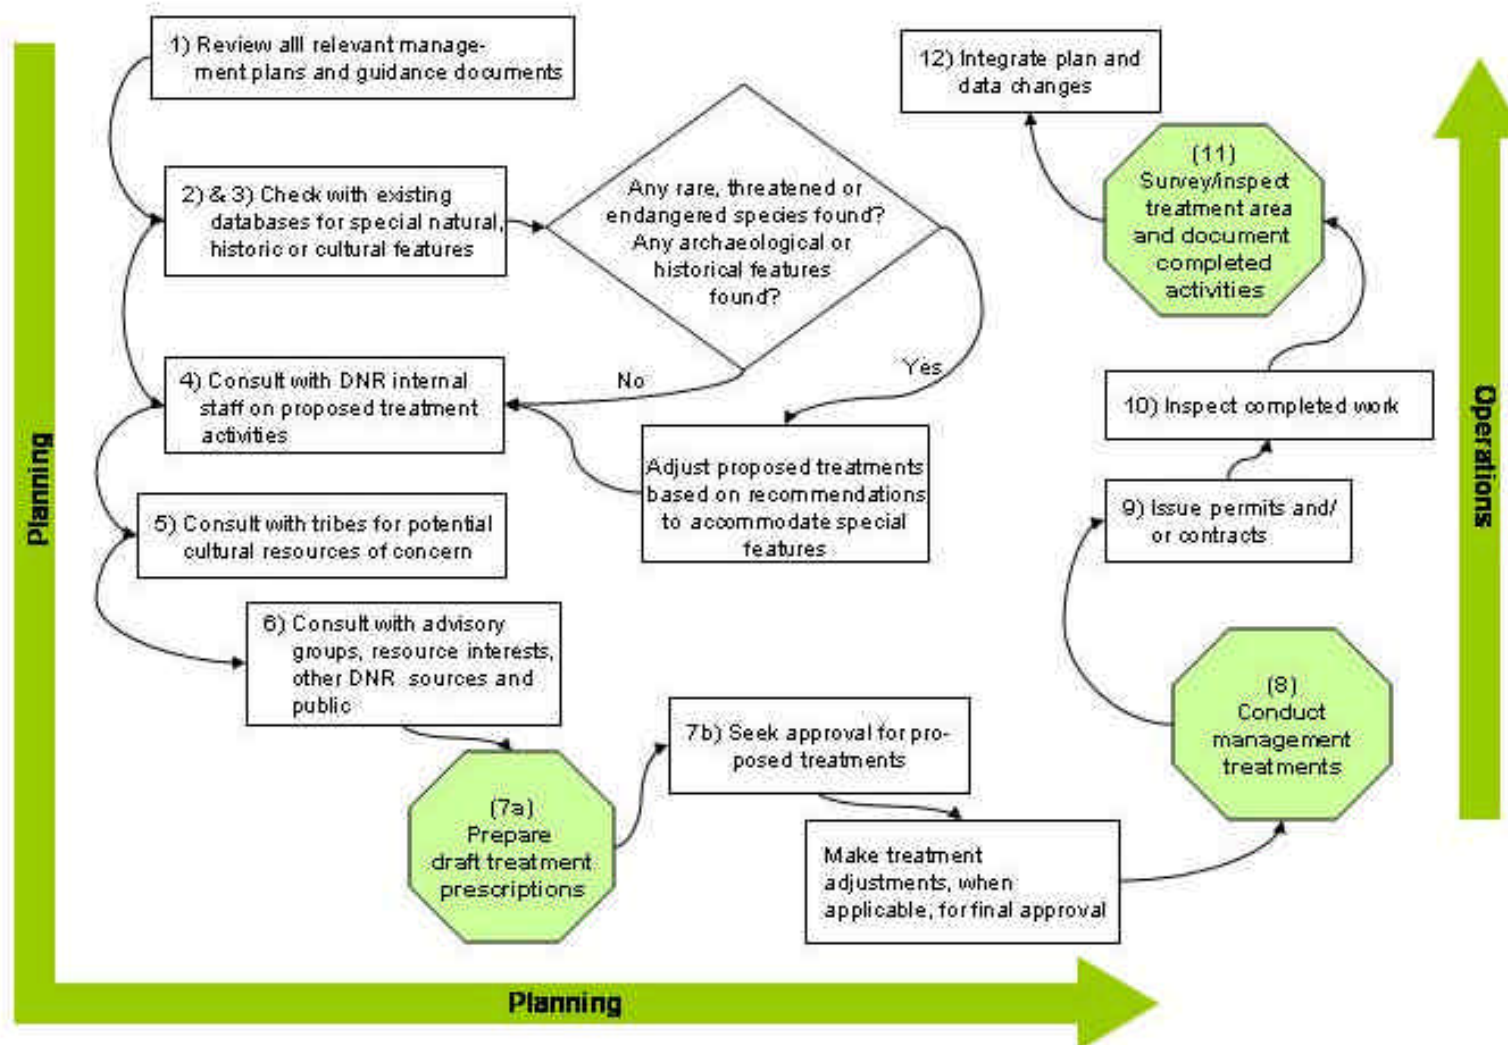 1) Review alll relevant manage-
ment plans and guidance documents
2) & 3) Check with existing
databases for special natural,
historic or cultural features
Any rare, threatened or
endangered species found?
Any archaeological or
historical features
found?
No
Yes
4) Consult with DNR internal
staff on proposed treatment
activities
Adjust proposed treatments
based on recommendations
to accommodate special
features
5) Consult with tribes for potential
cultural resources of concern
6) Consult with advisory
groups, resource interests,
other DNR sources and
public
(7a)
Prepare
draft treatment
prescriptions
7b) Seek approval for pro-
posed treatments
Make treatment
adjustments, when
applicable, for final approval
(8)
Conduct
management
treatments
9) Issue permits and/
or contracts
10) Inspect completed work
(11)
Survey/inspect
treatment area
and document
completed
activities
12) Integrate plan and
data changes
Planning
Planning
Operations